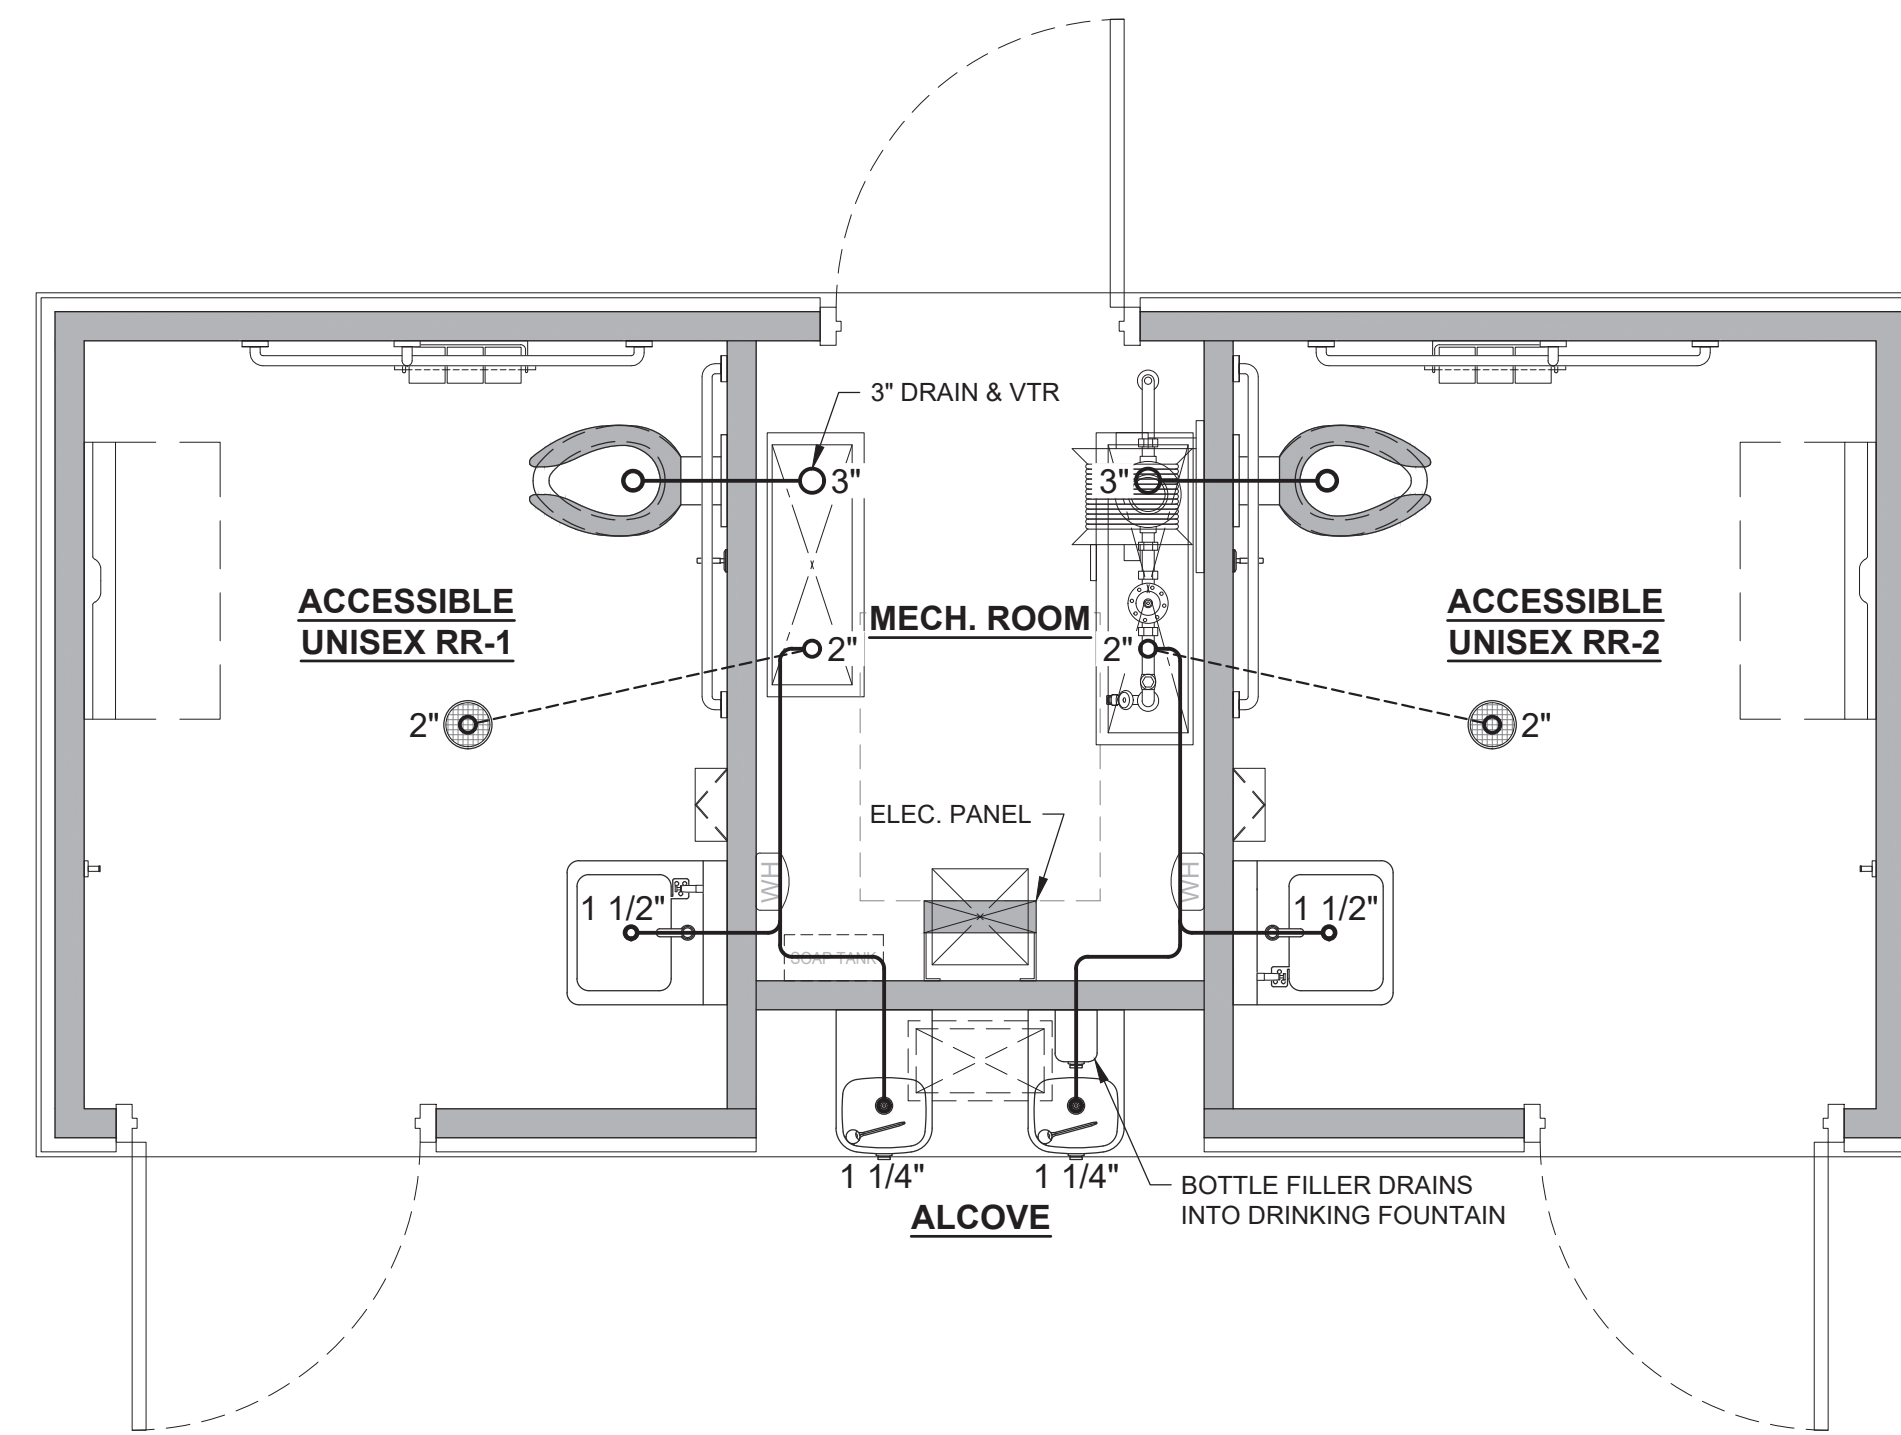 3" DRAIN & VTR
3"
3"
ACCESSIBLE
UNISEX RR-1
MECH. ROOM
ACCESSIBLE
UNISEX RR-2
2"
2"
2"
2"
ELEC. PANEL
WH
WH
1 1/2"
1 1/2"
SOAP TANK
1 1/4"
1 1/4"
BOTTLE FILLER DRAINS
INTO DRINKING FOUNTAIN
ALCOVE